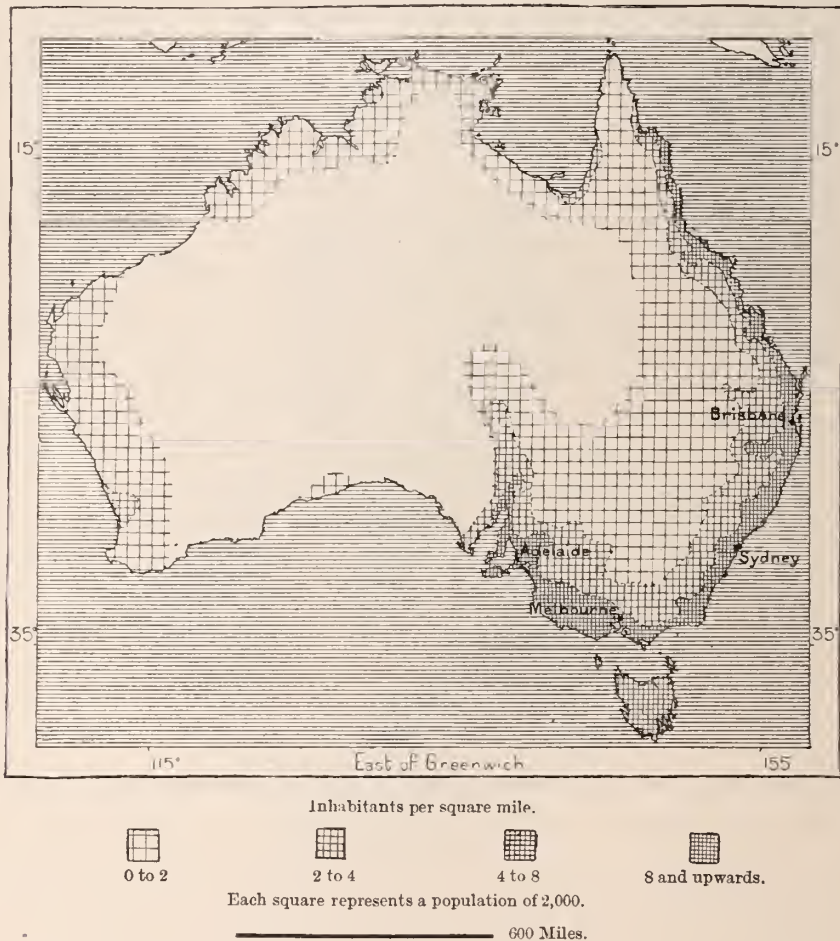 15°
15°
Brisbane
Adelaide
Sydney
Melbourne
35°
35°
115°
East of Greenwich
155
Inhabitants per square mile.
0 to 2
2 to 4
4 to 8
8 and upwards.
Each square represents a population of 2,000.
600 Miles.